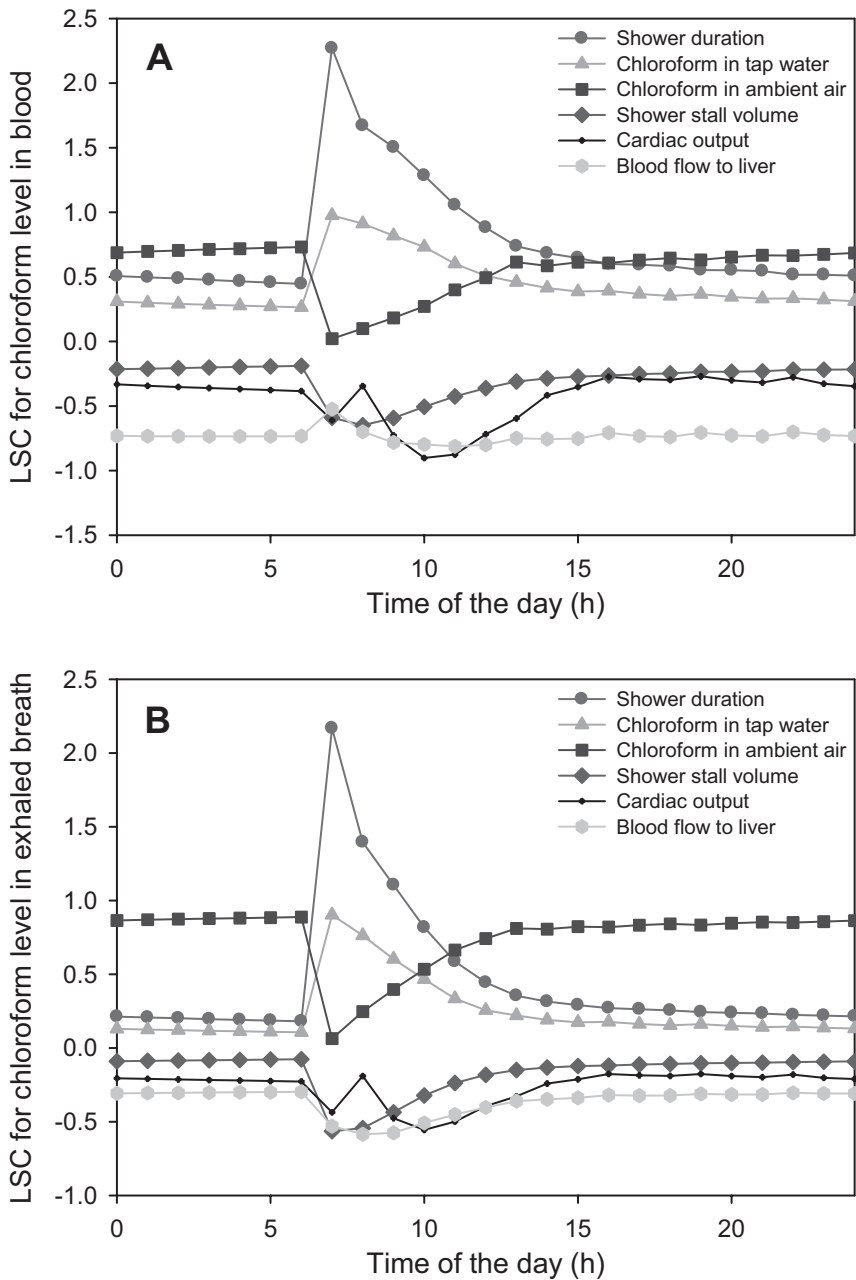 A
Shower duration
Chloroform in tap water
Chloroform in ambient air
Shower stall volume
Cardiac output
Blood flow to liver
LSC for chloroform level in blood
2.5
2.0
1.5
1.0
0.5
0.0
-0.5
-1.0
-1.5
0 5 10 15 20
Time of the day (h)
B
Shower duration
Chloroform in tap water
Chloroform in ambient air
Shower stall volume
Cardiac output
Blood flow to liver
LSC for chloroform level in exhaled breath
2.5
2.0
1.5
1.0
0.5
0.0
-0.5
-1.0
0 5 10 15 20
Time of the day (h)